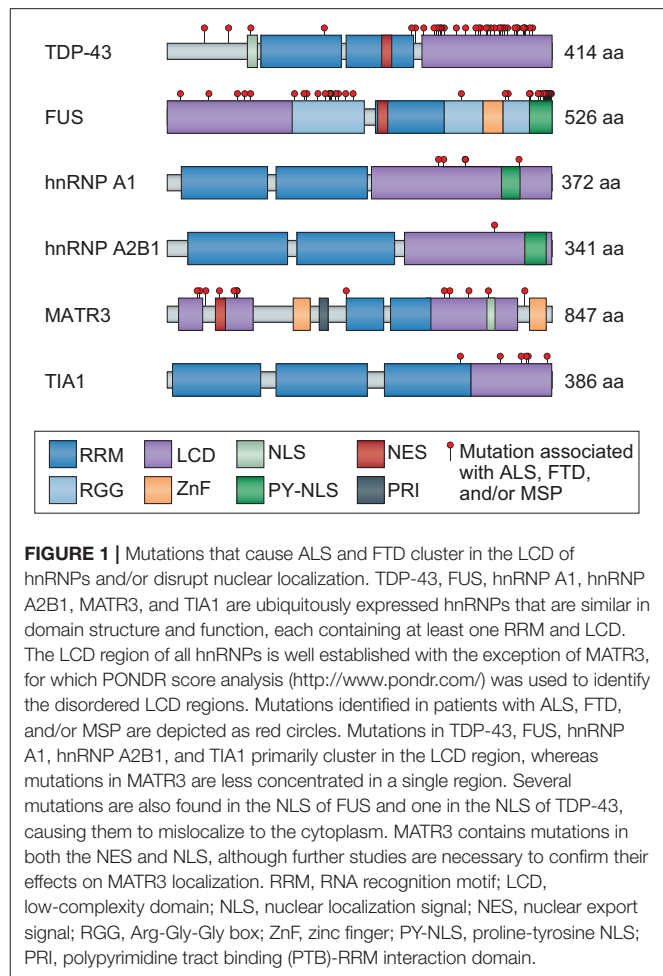 TDP-43 414 aa
FUS 526 aa
hnRNP A1 372 aa
hnRNP A2B1 341 aa
MATR3 847 aa
TIA1 386 aa
RRM LCD NLS NES Mutation associated
with ALS, FTD,
RGG ZnF PY-NLS PRI and/or MSP
FIGURE 1 | Mutations that cause ALS and FTD cluster in the LCD of
hnRNPs and/or disrupt nuclear localization. TDP-43, FUS, hnRNP A1, hnRNP
A2B1, MATR3, and TIA1 are ubiquitously expressed hnRNPs that are similar in
domain structure and function, each containing at least one RRM and LCD.
The LCD region of all hnRNPs is well established with the exception of MATR3,
for which PONDR score analysis (http://www.pondr.com/) was used to identify
the disordered LCD regions. Mutations identified in patients with ALS, FTD,
and/or MSP are depicted as red circles. Mutations in TDP-43, FUS, hnRNP
A1, hnRNP A2B1, and TIA1 primarily cluster in the LCD region, whereas
mutations in MATR3 are less concentrated in a single region. Several
mutations are also found in the NLS of FUS and one in the NLS of TDP-43,
causing them to mislocalize to the cytoplasm. MATR3 contains mutations in
both the NES and NLS, although further studies are necessary to confirm their
effects on MATR3 localization. RRM, RNA recognition motif; LCD,
low-complexity domain; NLS, nuclear localization signal; NES, nuclear export
signal; RGG, Arg-Gly-Gly box; ZnF, zinc finger; PY-NLS, proline-tyrosine NLS;
PRI, polypyrimidine tract binding (PTB)-RRM interaction domain.